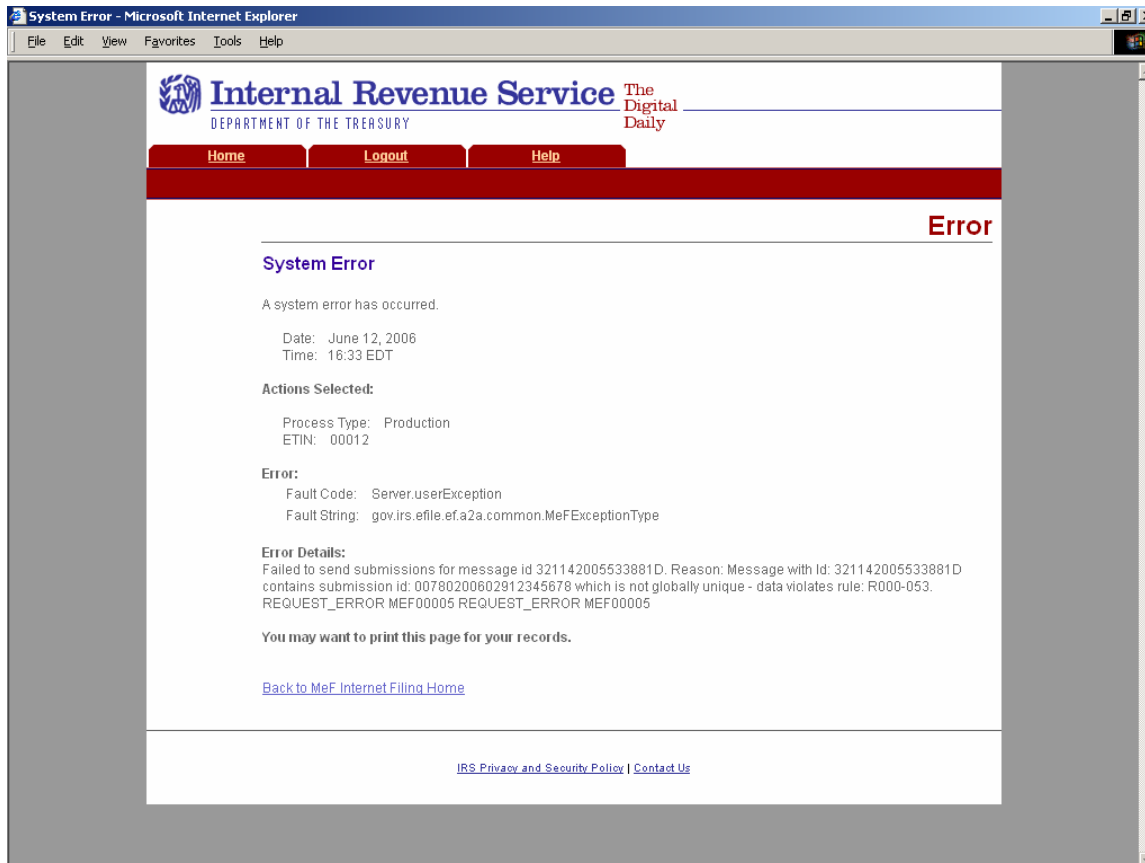 System Error - Microsoft Internet Explorer
File Edit View Favorites Tools Help
Internal Revenue Service
DEPARTMENT OF THE TREASURY
The
Digital
Daily
Home Logout Help
Error
System Error
A system error has occurred.
Date: June 12, 2006
Time: 16:33 EDT
Actions Selected:
Process Type: Production
ETIN: 00012
Error:
Fault Code: Server.userException
Fault String: gov.irs.efile.ef.a2a.common.MeFExceptionType
Error Details:
Failed to send submissions for message id 321142005533881D. Reason: Message with Id: 321142005533881D
contains submission id: 00780200602912345678 which is not globally unique - data violates rule: R000-053.
REQUEST_ERROR MEF00005 REQUEST_ERROR MEF00005
You may want to print this page for your records.
Back to MeF Internet Filing Home
IRS Privacy and Security Policy | Contact Us